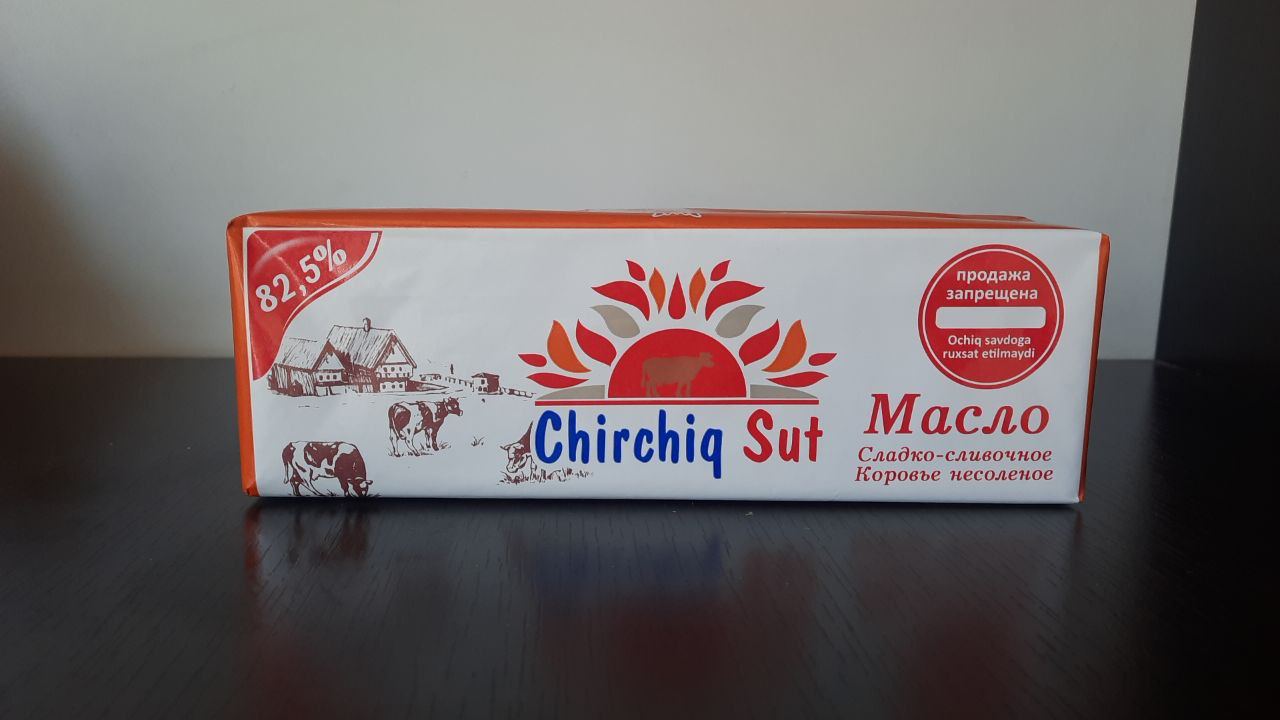 82,5%
продажа
запрещена
Ochiq savdoga
ruxsat etilmaydi
Chirchiq Sut
Масло
Сладко-сливочное
Коровье несоленое